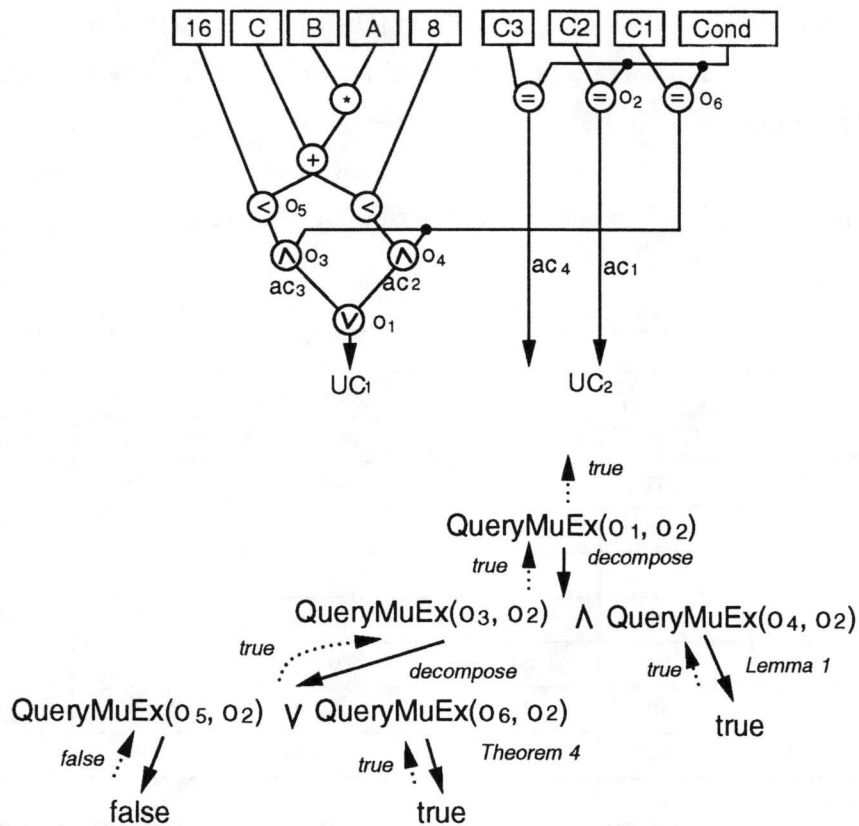 16 C B A 8 C3 C2 C1 Cond
* = = o2 = o6
+
< o5 <
∧ o3 ∧ o4
ac3 ac2 ac4 ac1
∨ o1
UC1 UC2
true
QueryMuEx(o1, o2)
true decompose
QueryMuEx(o3, o2) ∧ QueryMuEx(o4, o2)
true decompose true Lemma 1
QueryMuEx(o5, o2) ∨ QueryMuEx(o6, o2) true
false true Theorem 4
false true